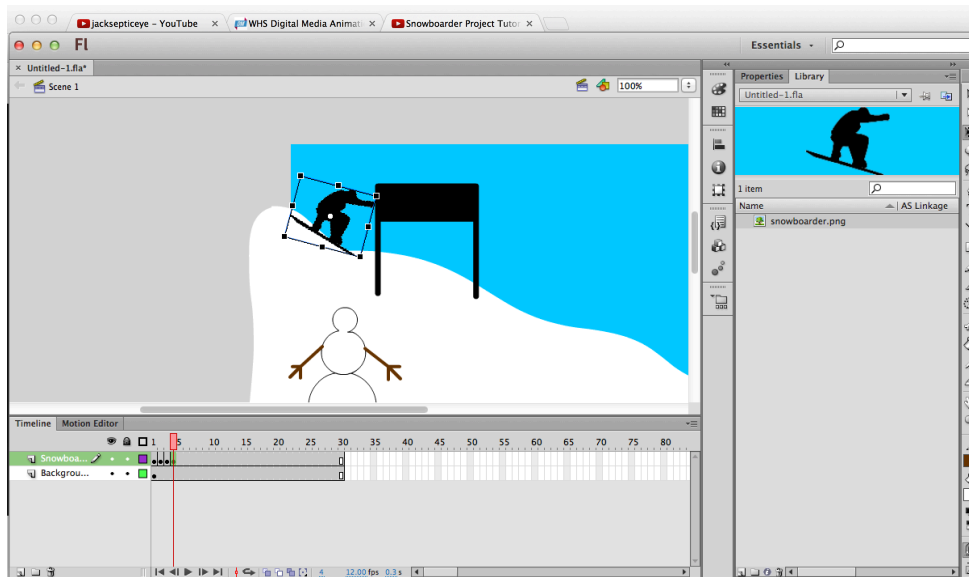 jacksepticeye – YouTube × WHS Digital Media Animati × Snowboarder Project Tutor ×
Fl Essentials
× Untitled-1.fla*
Scene 1 100%
Properties Library
Untitled-1.fla
1 item
Name AS Linkage
snowboarder.png
Timeline Motion Editor
1 5 10 15 20 25 30 35 40 45 50 55 60 65 70 75 80
Snowboa...
Backgrou...
4 12.00 fps 0.3 s